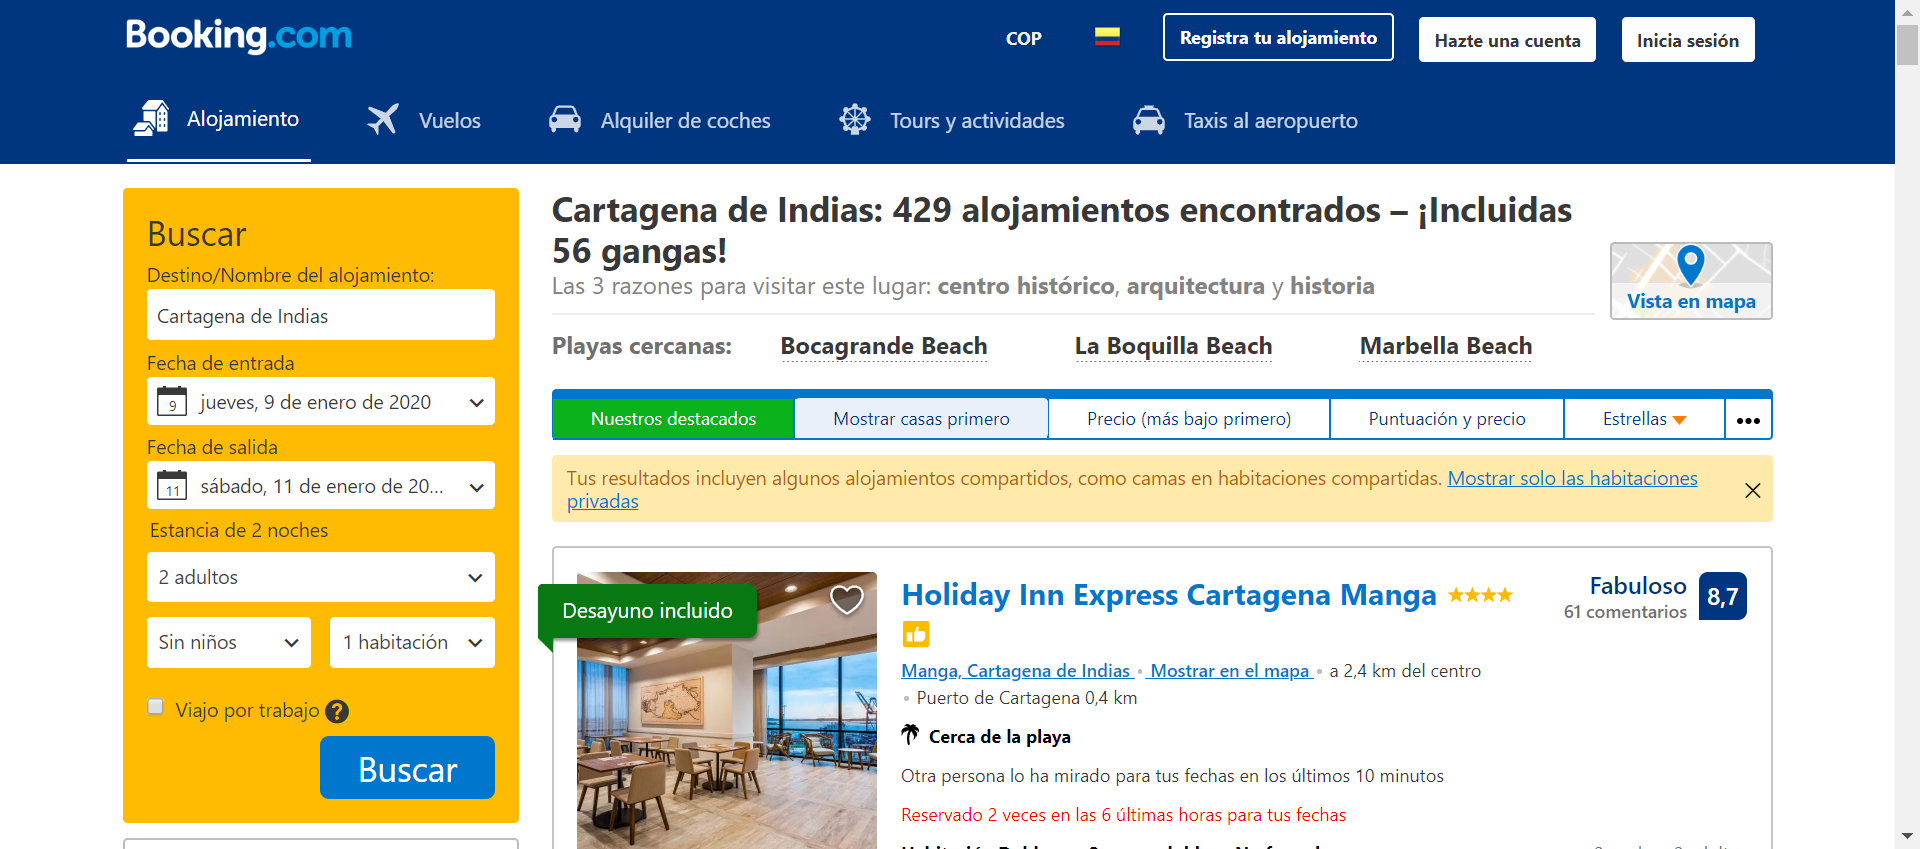 Booking.com
COP
Registra tu alojamiento
Hazte una cuenta
Inicia sesión
Alojamiento
Vuelos
Alquiler de coches
Tours y actividades
Taxis al aeropuerto
Buscar
Destino/Nombre del alojamiento:
Cartagena de Indias
Fecha de entrada
9
jueves, 9 de enero de 2020
Fecha de salida
11
sábado, 11 de enero de 20...
Estancia de 2 noches
2 adultos
Sin niños
1 habitación
Viajo por trabajo ?
Buscar
Cartagena de Indias: 429 alojamientos encontrados – ¡Incluidas
56 gangas!
Las 3 razones para visitar este lugar: centro histórico, arquitectura y historia
Vista en mapa
Playas cercanas:
Bocagrande Beach
La Boquilla Beach
Marbella Beach
Nuestros destacados
Mostrar casas primero
Precio (más bajo primero)
Puntuación y precio
Estrellas
Tus resultados incluyen algunos alojamientos compartidos, como camas en habitaciones compartidas. Mostrar solo las habitaciones
privadas
Desayuno incluido
Holiday Inn Express Cartagena Manga
Fabuloso
61 comentarios
8,7
Manga, Cartagena de Indias • Mostrar en el mapa • a 2,4 km del centro
• Puerto de Cartagena 0,4 km
Cerca de la playa
Otra persona lo ha mirado para tus fechas en los últimos 10 minutos
Reservado 2 veces en las 6 últimas horas para tus fechas